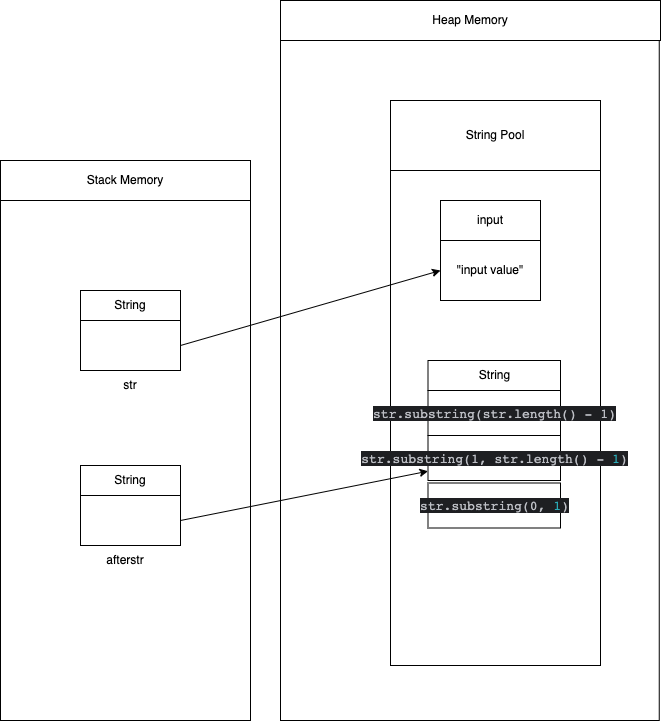 Heap Memory
String Pool
Stack Memory
input
"input value"
String
str
String
str.substring(str.length() - 1)
str.substring(1, str.length() - 1)
str.substring(0, 1)
String
afterstr